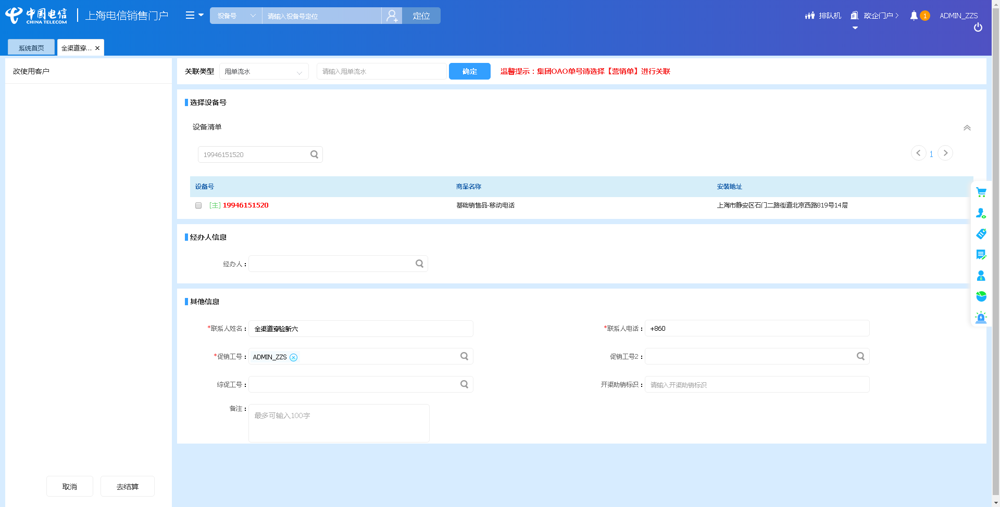 中国电信
CHINA TELECOM
上海电信销售门户
设备号
请输入设备号定位
定位
排队机
政企门户
1
ADMIN_ZZS
系统首页
全渠道穿...
改使用客户
关联类型
甩单流水
请输入甩单流水
确定
温馨提示：集团OAO单号请选择【营销单】进行关联
选择设备号
设备清单
19946151520
1
设备号
商品名称
安装地址
[主] 19946151520
基础销售品-移动电话
上海市静安区石门二路街道北京西路819号14层
经办人信息
经办人：
其他信息
*联系人姓名：
全渠道穿验新六
*联系人电话：
+860
*促销工号：
ADMIN_ZZS
促销工号2：
综促工号：
开渠助销标识：
请输入开渠助销标识
备注：
最多可输入100字
取消
去结算